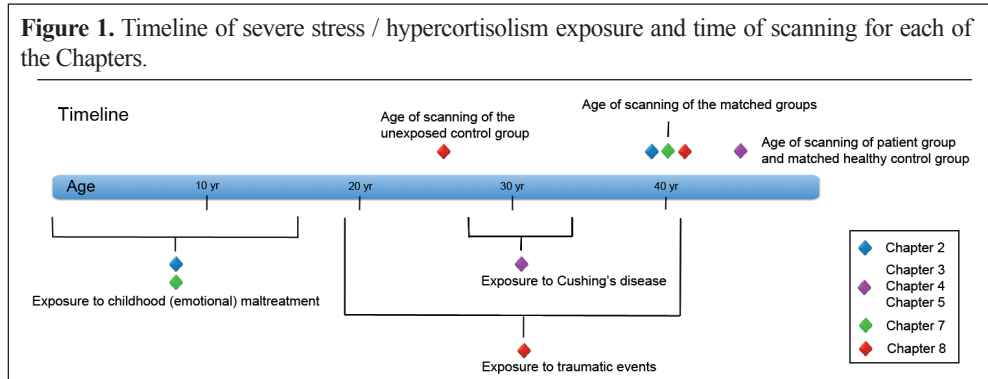 Figure 1. Timeline of severe stress / hypercortisolism exposure and time of scanning for each of
the Chapters.
Timeline
Age of scanning of the
unexposed control group
Age of scanning of the matched groups
Age of scanning of patient group
and matched healthy control group
Age
10 yr
20 yr
30 yr
40 yr
Exposure to childhood (emotional) maltreatment
Exposure to Cushing's disease
Exposure to traumatic events
Chapter 2
Chapter 3
Chapter 4
Chapter 5
Chapter 7
Chapter 8